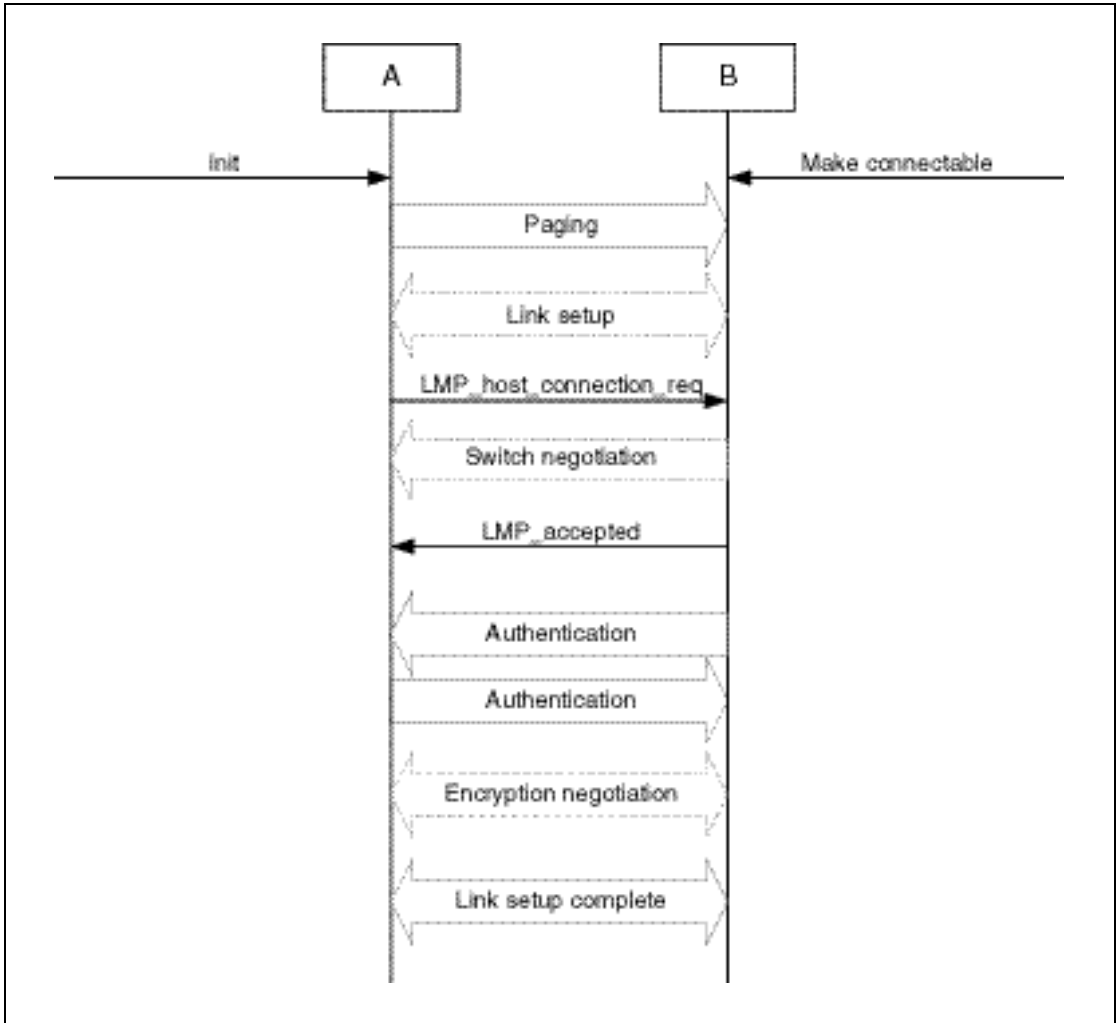 A
B
Init
Make connectable
Paging
Link setup
LMP_host_connection_req
Switch negotiation
LMP_accepted
Authentication
Authentication
Encryption negotiation
Link setup complete